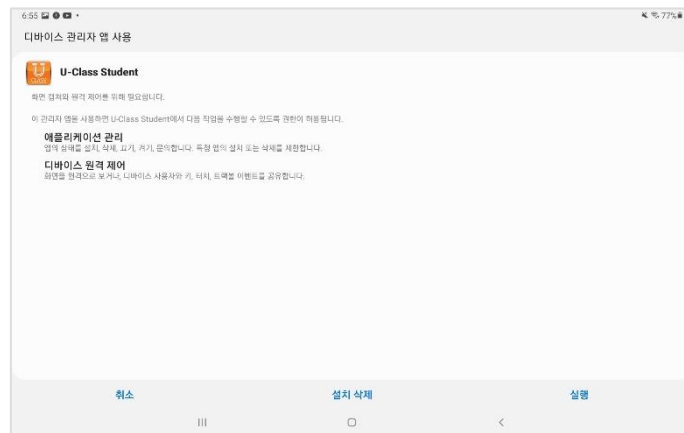 6:55
77%
디바이스 관리자 앱 사용
U-Class Student
화면 캡처와 원격 제어를 위해 필요합니다.
이 관리자 앱을 사용하면 U-Class Student에서 다음 작업을 수행할 수 있도록 권한이 허용됩니다.
애플리케이션 관리
앱의 상태를 설치, 삭제, 끄기, 켜기, 문의합니다. 특정 앱의 설치 또는 삭제를 제한합니다.
디바이스 원격 제어
화면을 원격으로 보거나, 디바이스 사용자와 키, 터치, 트랙볼 이벤트를 공유합니다.
취소
설치 삭제
실행